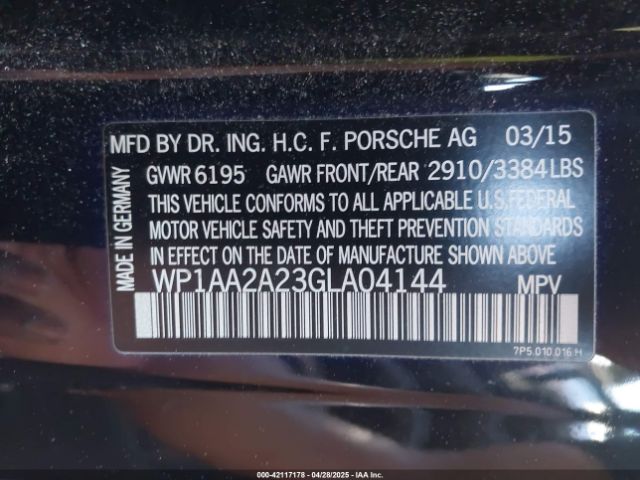 MFD BY DR. ING. H.C. F. PORSCHE AG 03/15
GVWR 6195 GAWR FRONT/REAR 2910/3384LBS
THIS VEHICLE CONFORMS TO ALL APPLICABLE U.S.FEDERAL
MOTOR VEHICLE SAFETY AND THEFT PREVENTION STANDARDS
IN EFFECT ON THE DATE OF MANUFACTURE SHOWN ABOVE.
WP1AA2A23GLA04144 MPV
MADE IN GERMANY
7P5.010.016 H
000-42117178 - 04/28/2025 - IAA Inc.